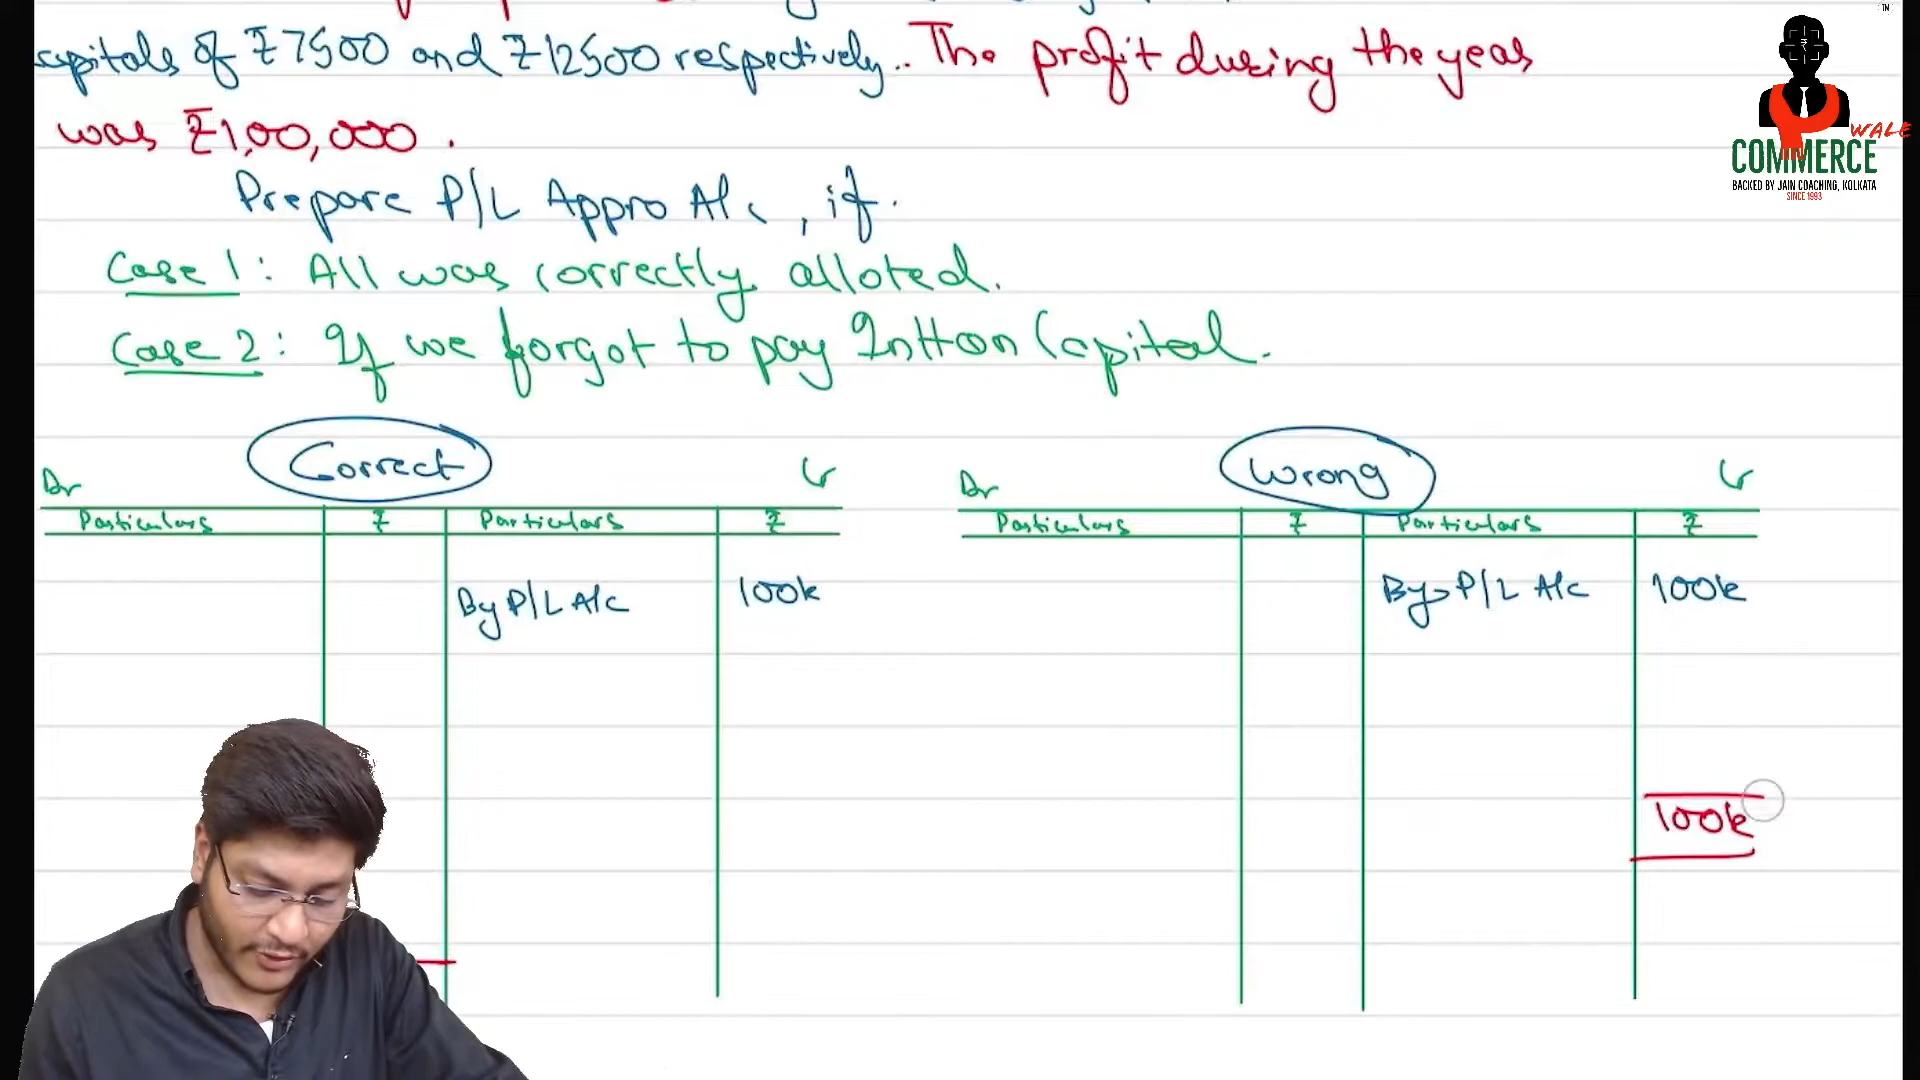 capitals of ₹7500 and ₹12500 respectively.. The profit during the year
was ₹1,00,000.
Prepare P/L Appro A/c, if.
Case 1: All was correctly alloted.
Case 2: If we forgot to pay Intt on Capital.
Correct
Dr Cr
Particulars ₹ Particulars ₹
By P/L A/c 100k
Wrong
Dr Cr
Particulars ₹ Particulars ₹
By P/L A/c 100k
100k
TM
WALE
COMMERCE
BACKED BY JAIN COACHING, KOLKATA
SINCE 1993